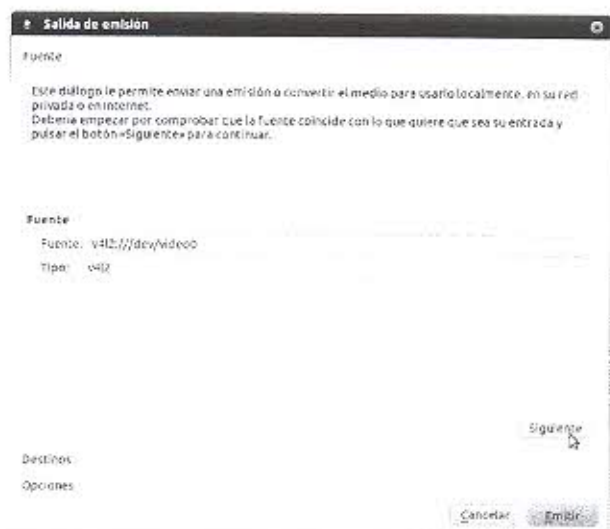 Salida de emisión
Fuente
Este diálogo le permite enviar una emisión o convertir el medio para usarlo localmente, en su red
privada o en internet.
Debería empezar por comprobar que la fuente coincide con lo que quiere que sea su entrada y
pulsar el botón «Siguiente» para continuar.
Fuente
Fuente: v4l2:///dev/video0
Tipo: v4l2
Siguiente
Destinos
Opciones
Cancelar Emitir